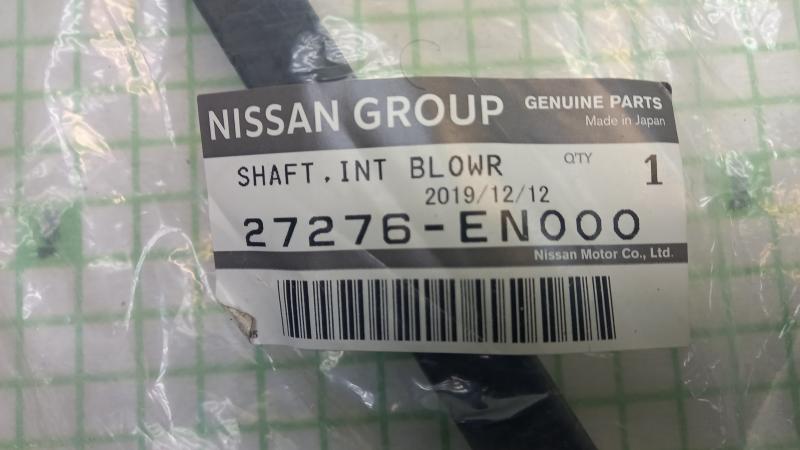 NISSAN GROUP GENUINE PARTS
Made in Japan
SHAFT,INT BLOWR Q'TY 1
2019/12/12
27276-EN000
Nissan Motor Co., Ltd.